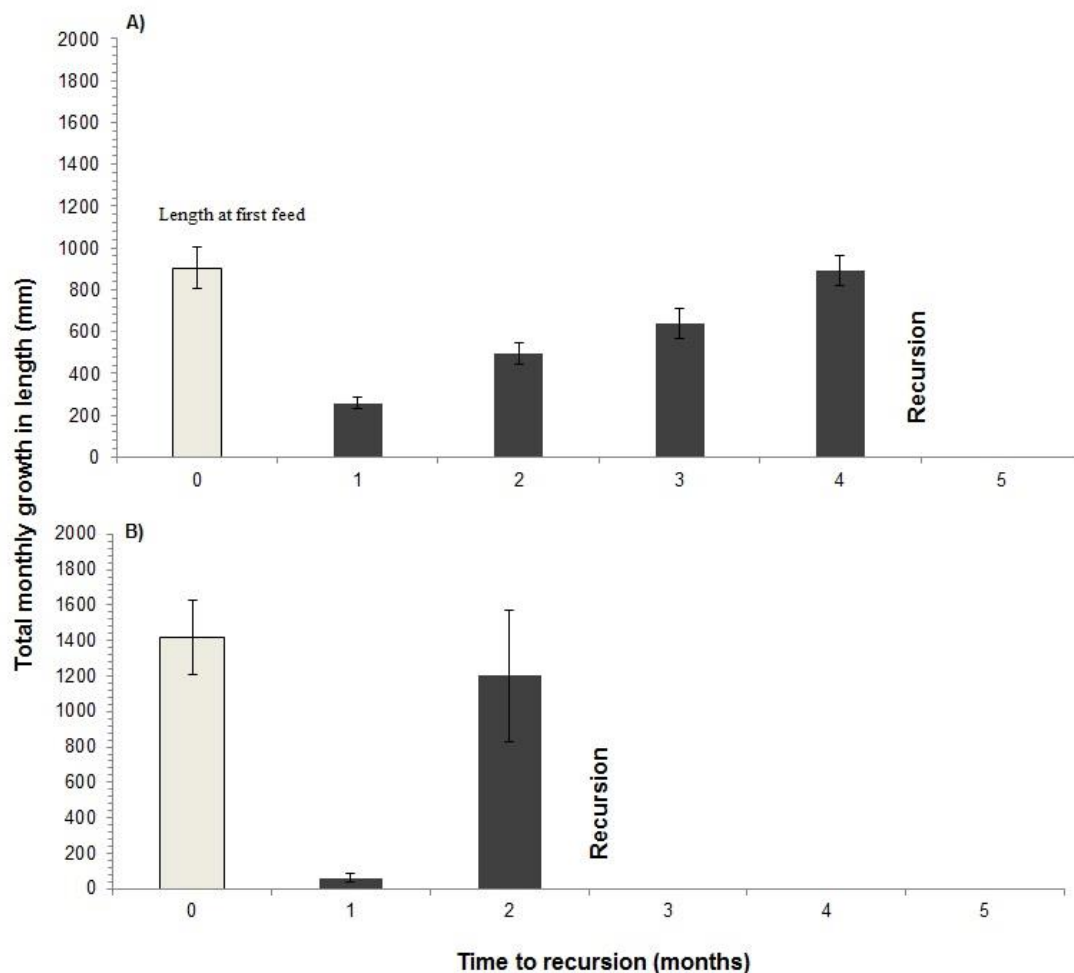 A)
2000
1800
1600
1400
1200
1000
800
600
400
200
0
Length at first feed
Recursion
0 1 2 3 4 5
Total monthly growth in length (mm)
B)
2000
1800
1600
1400
1200
1000
800
600
400
200
0
Recursion
0 1 2 3 4 5
Time to recursion (months)